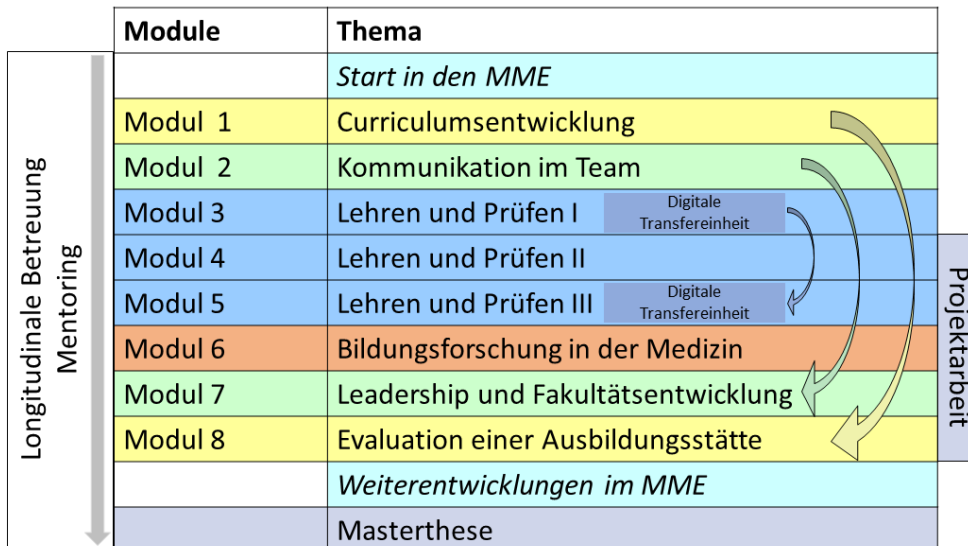 Module Thema
Start in den MME
Modul 1 Curriculumsentwicklung
Modul 2 Kommunikation im Team
Modul 3 Lehren und Prüfen I Digitale
Transfereinheit
Modul 4 Lehren und Prüfen II
Modul 5 Lehren und Prüfen III Digitale
Transfereinheit
Modul 6 Bildungsforschung in der Medizin
Modul 7 Leadership und Fakultätsentwicklung
Modul 8 Evaluation einer Ausbildungsstätte
Weiterentwicklungen im MME
Masterthese
Longitudinale Betreuung
Mentoring
Projektarbeit